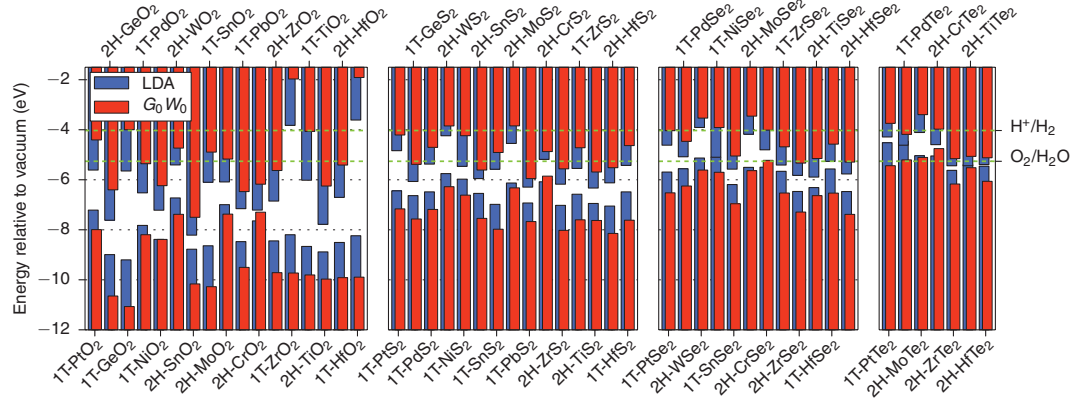 2H-GeO₂
1T-PdO₂
2H-WO₂
1T-SnO₂
1T-PbO₂
2H-ZrO₂
1T-TiO₂
2H-HfO₂
1T-GeS₂
2H-WS₂
2H-SnS₂
2H-MoS₂
2H-CrS₂
1T-ZrS₂
2H-HfS₂
1T-PdSe₂
1T-NiSe₂
2H-MoSe₂
1T-ZrSe₂
2H-TiSe₂
2H-HfSe₂
1T-PdTe₂
2H-CrTe₂
2H-TiTe₂
Energy relative to vacuum (eV)
−2
−4
−6
−8
−10
−12
LDA
G₀W₀
H⁺/H₂
O₂/H₂O
1T-PtO₂
1T-GeO₂
1T-NiO₂
2H-SnO₂
2H-MoO₂
2H-CrO₂
1T-ZrO₂
2H-TiO₂
1T-HfO₂
1T-PtS₂
1T-PdS₂
1T-NiS₂
1T-SnS₂
1T-PbS₂
2H-ZrS₂
2H-TiS₂
1T-HfS₂
1T-PtSe₂
2H-WSe₂
1T-SnSe₂
2H-CrSe₂
2H-ZrSe₂
1T-HfSe₂
1T-PtTe₂
2H-MoTe₂
2H-ZrTe₂
2H-HfTe₂